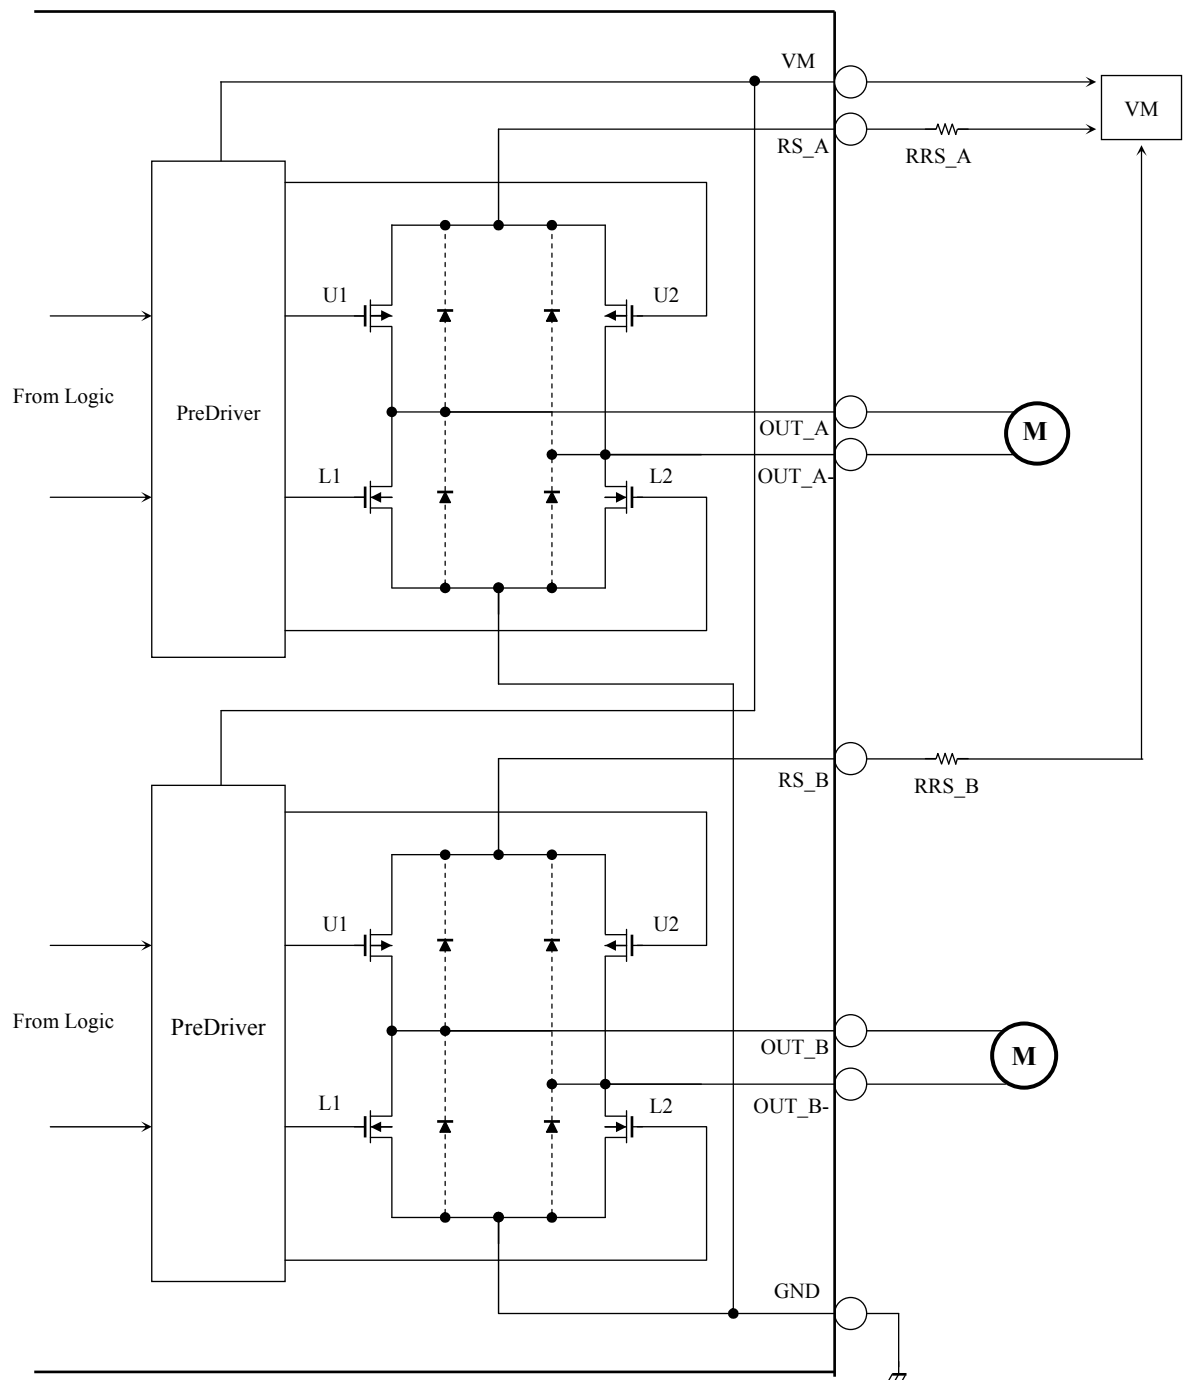 VM
VM
RS_A
RRS_A
U1
U2
From Logic
PreDriver
OUT_A
M
L1
L2
OUT_A-
RS_B
RRS_B
U1
U2
From Logic
PreDriver
OUT_B
M
L1
L2
OUT_B-
GND